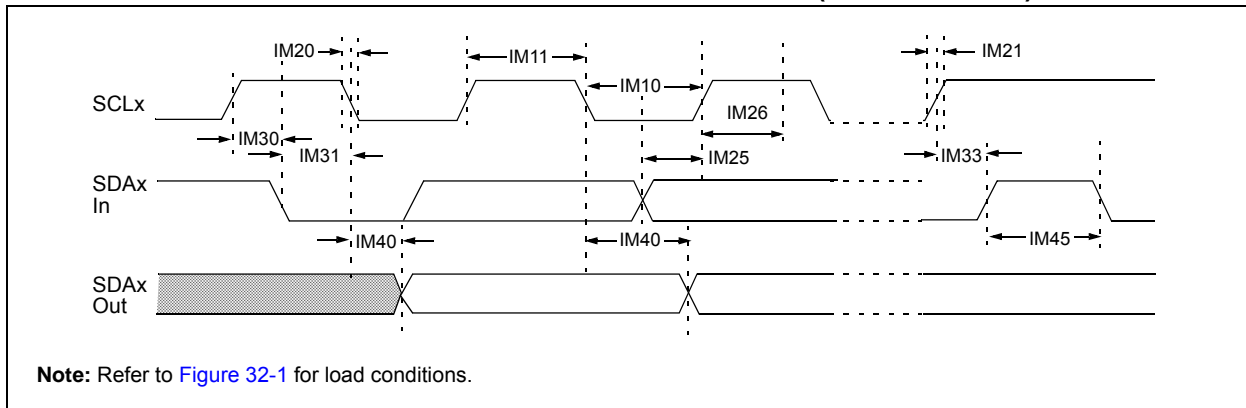 IM20
IM11
IM21
IM10
SCLx
IM26
IM30
IM31
IM25
IM33
SDAx
In
IM40
IM40
IM45
SDAx
Out
Note: Refer to Figure 32-1 for load conditions.